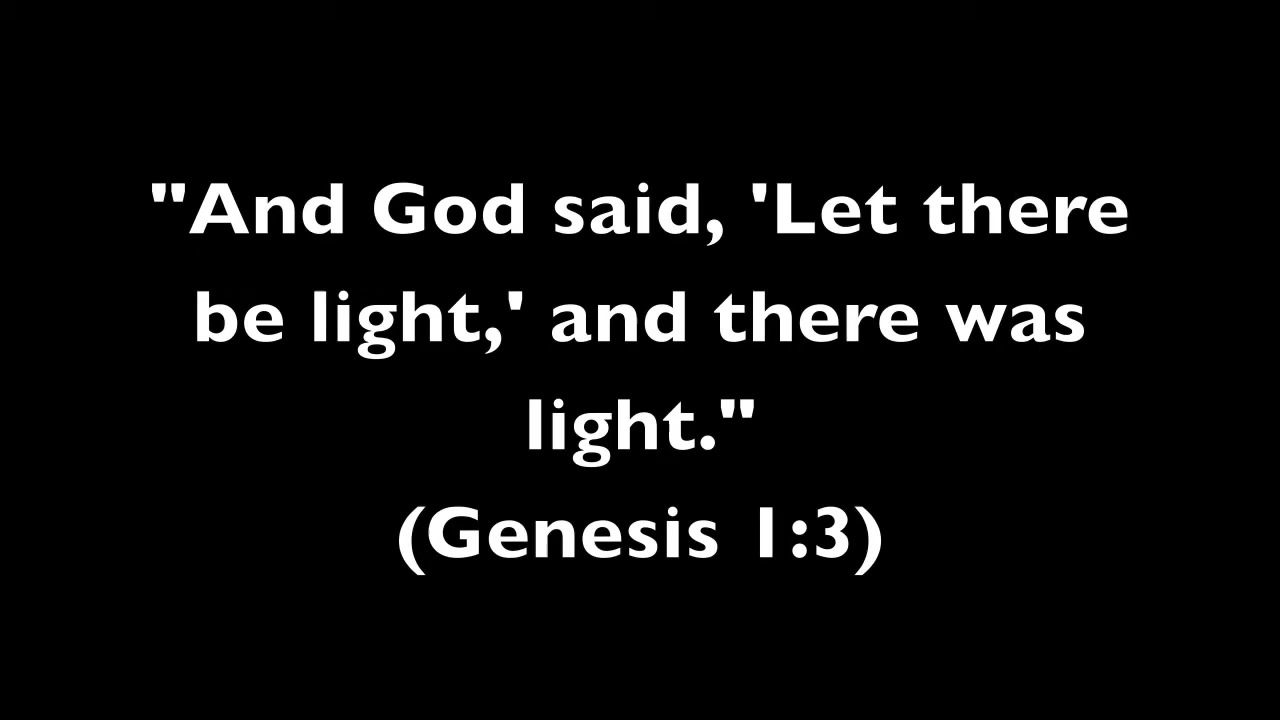 "And God said, 'Let there
be light,' and there was
light."
(Genesis 1:3)